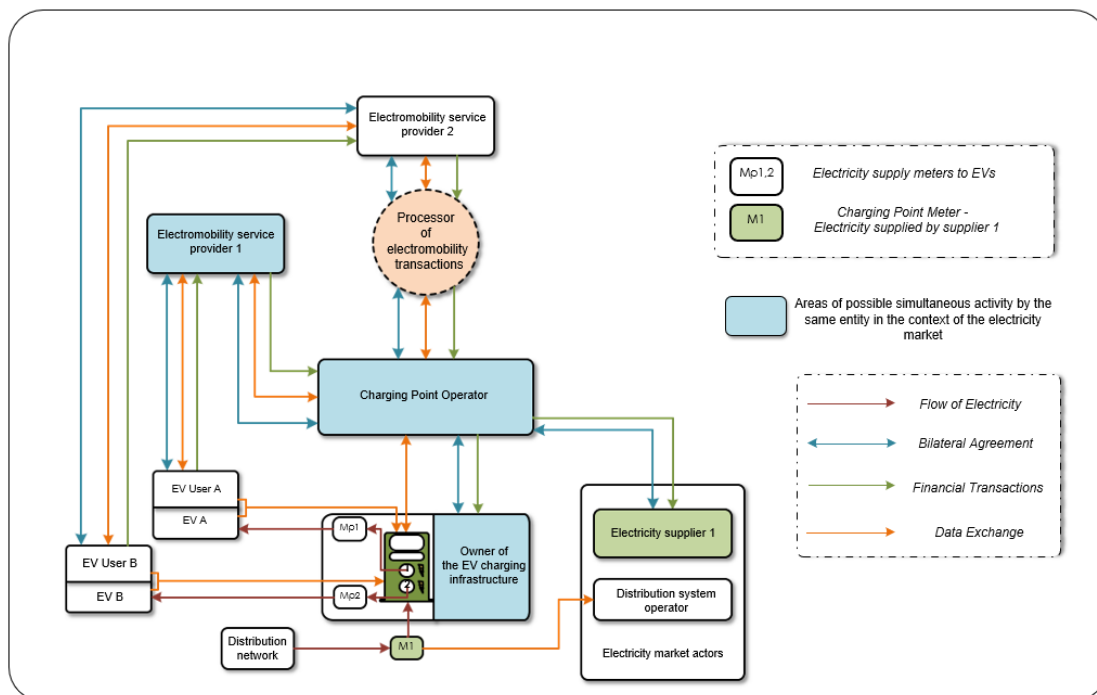 Electromobility service
provider 2
Mp1,2
Electricity supply meters to EVs
M1
Charging Point Meter -
Electricity supplied by supplier 1
Processor
of
electromobility
transactions
Electromobility service
provider 1
Areas of possible simultaneous activity by the
same entity in the context of the electricity
market
Charging Point Operator
Flow of Electricity
Bilateral Agreement
Financial Transactions
Data Exchange
EV User A
EV A
Mp1
Owner of
the EV charging
infrastructure
Electricity supplier 1
EV User B
EV B
Mp2
1
2
Distribution system
operator
Distribution
network
M1
Electricity market actors